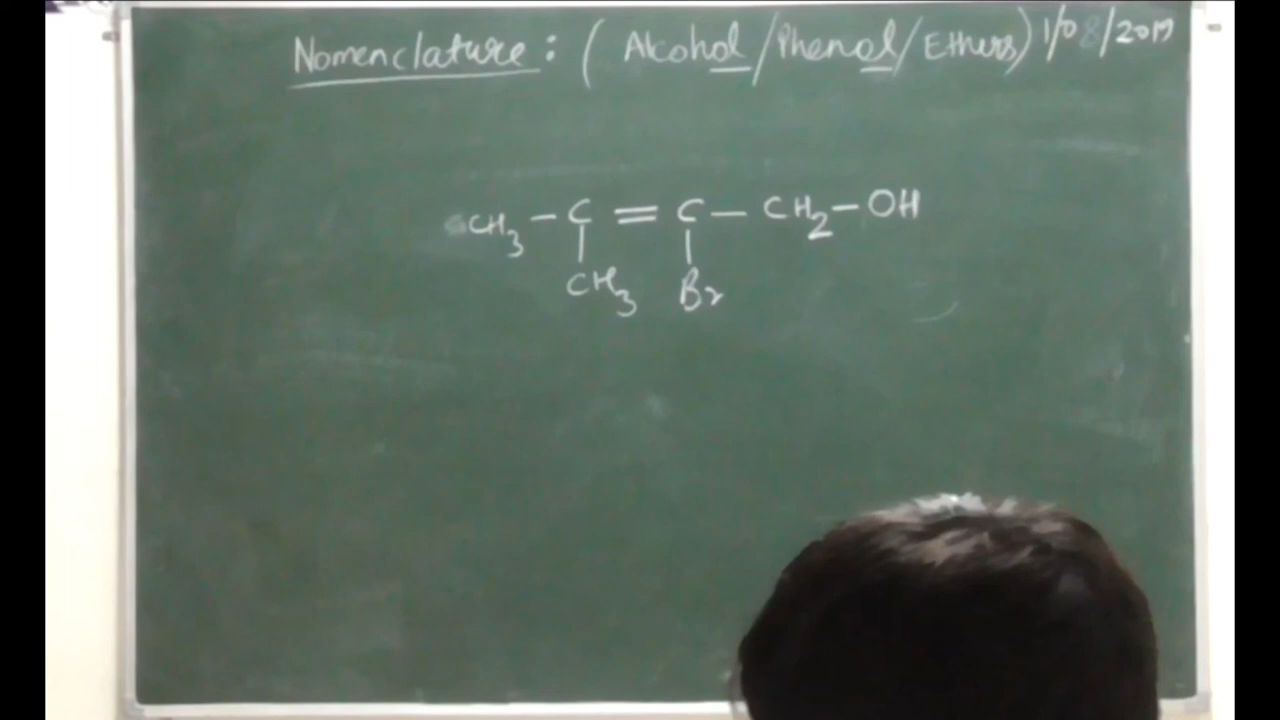 Nomenclature: (Alcohol/Phenol/Ethers) 1/08/2019
CH3 - C = C - CH2 - OH
CH3 Br